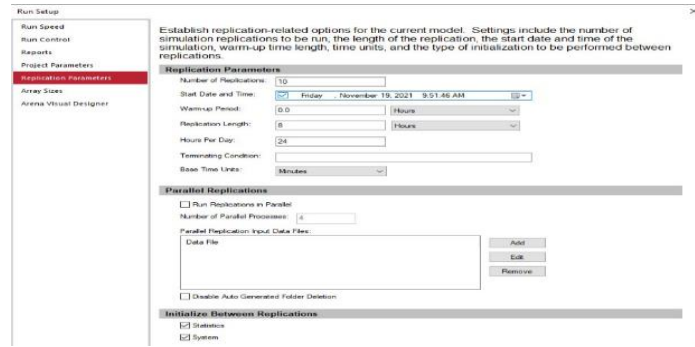 Run Setup
Run Speed
Run Control
Reports
Project Parameters
Replication Parameters
Array Sizes
Arena Visual Designer
Establish replication-related options for the current model. Settings include the number of
simulation replications to be run, the length of the replication, the start date and time of the
simulation, warm-up time length, time units, and the type of initialization to be performed between
replications.
Replication Parameters
Number of Replications: 10
Start Date and Time: Friday , November 19, 2021 9:51:46 AM
Warm-up Period: 0.0 Hours
Replication Length: 8 Hours
Hours Per Day: 24
Terminating Condition:
Base Time Units: Minutes
Parallel Replications
Run Replications in Parallel
Number of Parallel Processes: 4
Parallel Replication Input Data Files:
Data File
Add
Edit
Remove
Disable Auto Generated Folder Deletion
Initialize Between Replications
Statistics
System